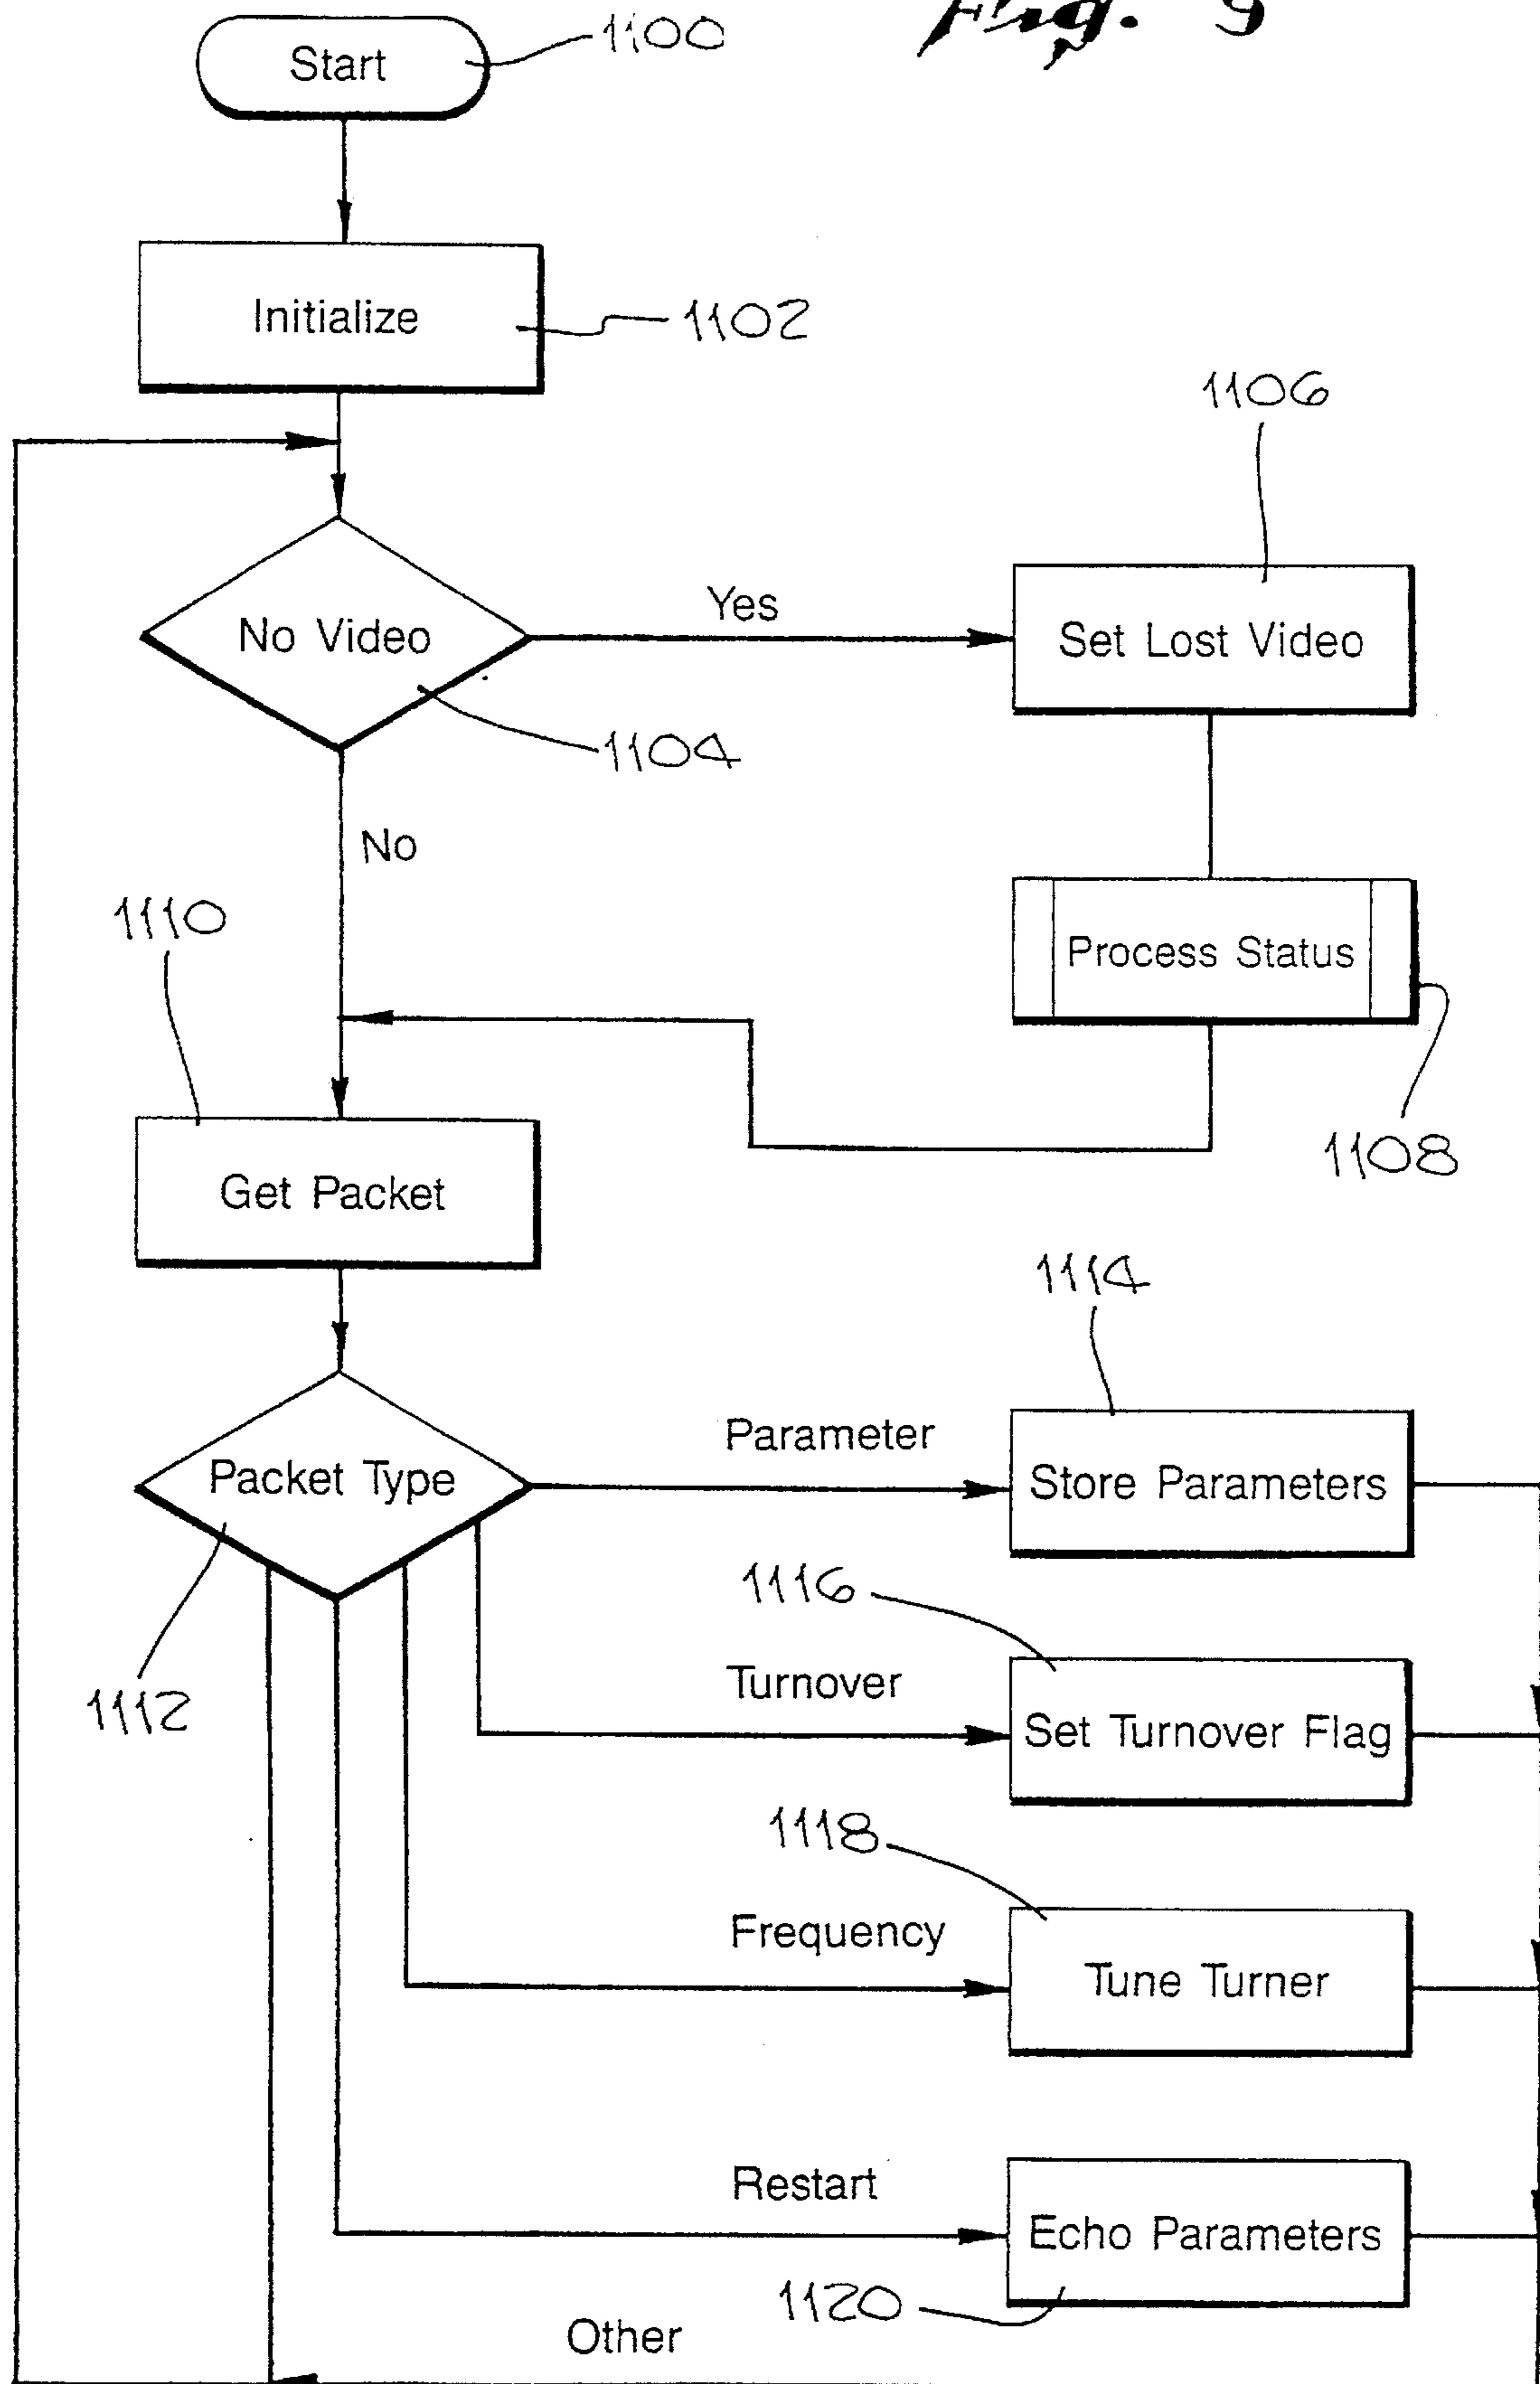 Fig. 9
Start
1100
Initialize
1102
1106
No Video
Yes
Set Lost Video
1104
No
1110
Process Status
1108
Get Packet
1114
Packet Type
Parameter
Store Parameters
1116
1112
Turnover
Set Turnover Flag
1118
Frequency
Tune Turner
Restart
Echo Parameters
1120
Other